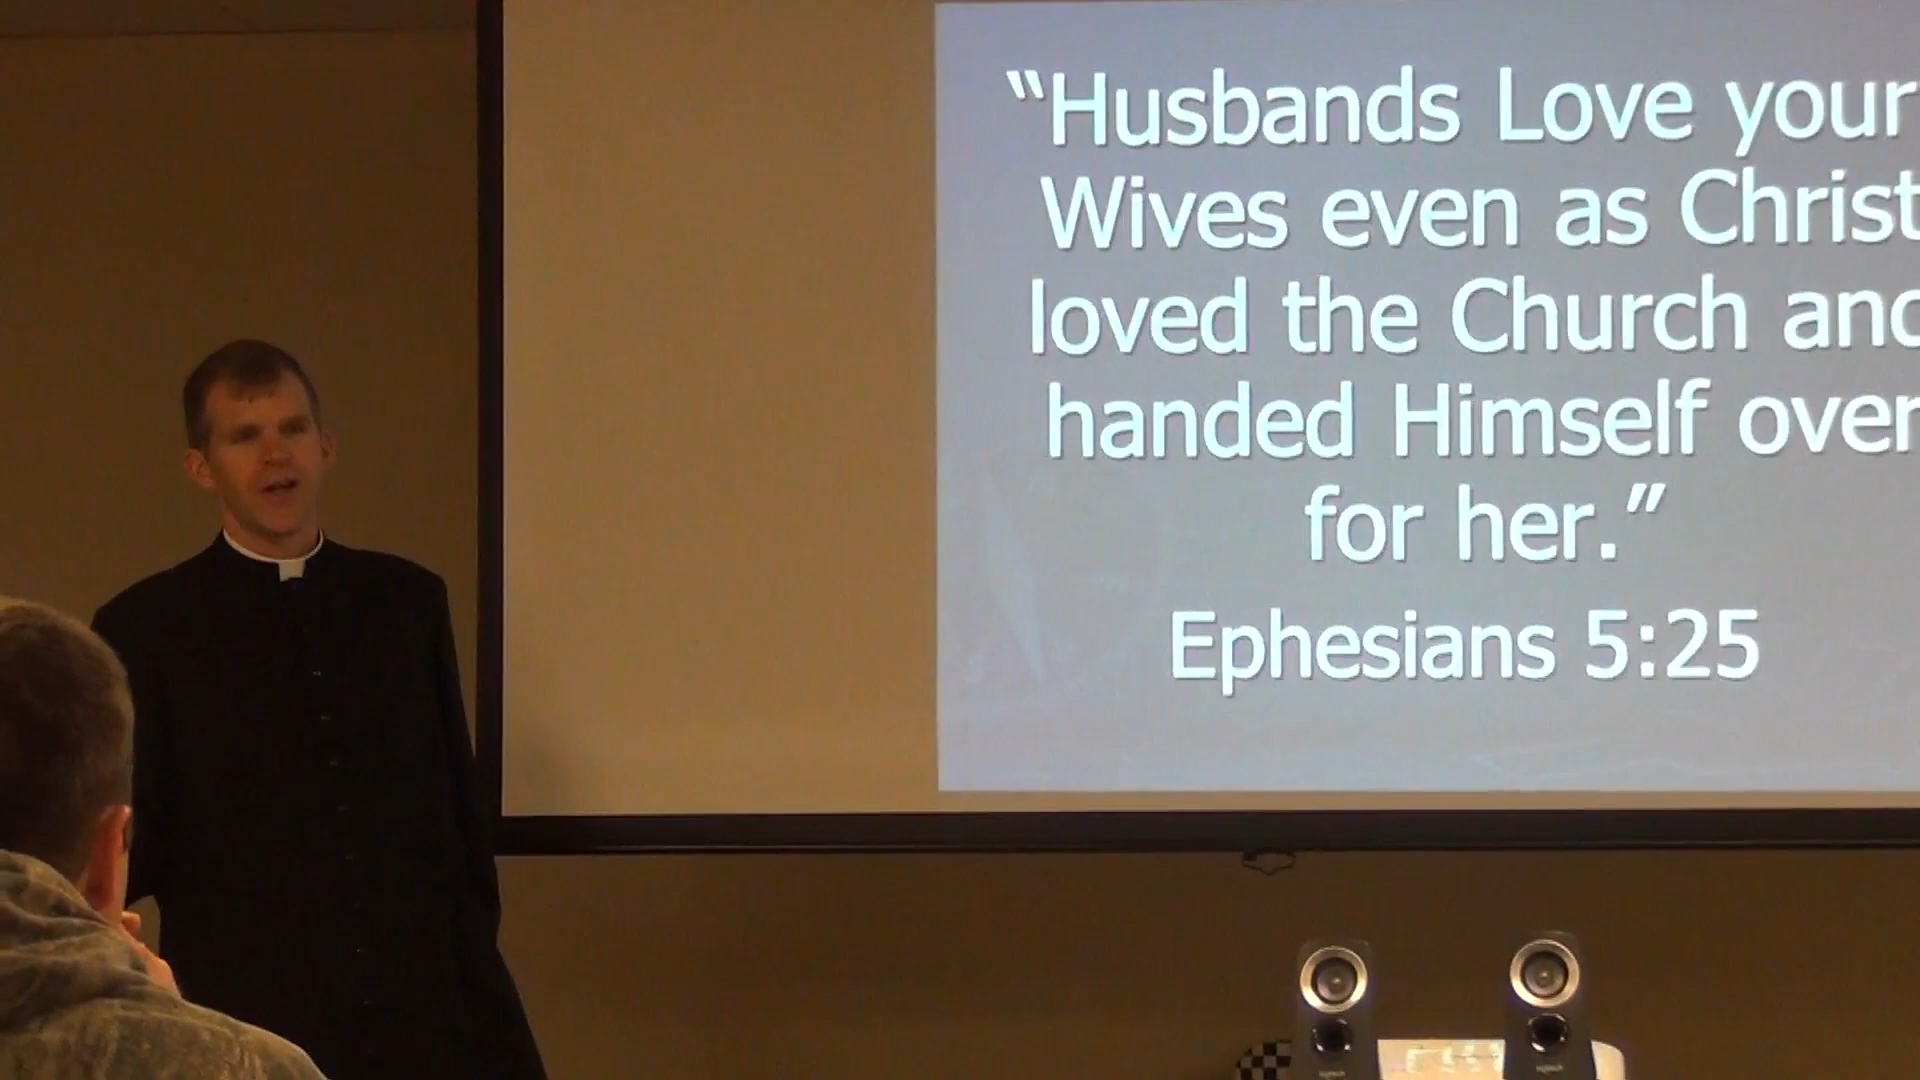 “Husbands Love your
Wives even as Christ
loved the Church and
handed Himself over
for her.”
Ephesians 5:25